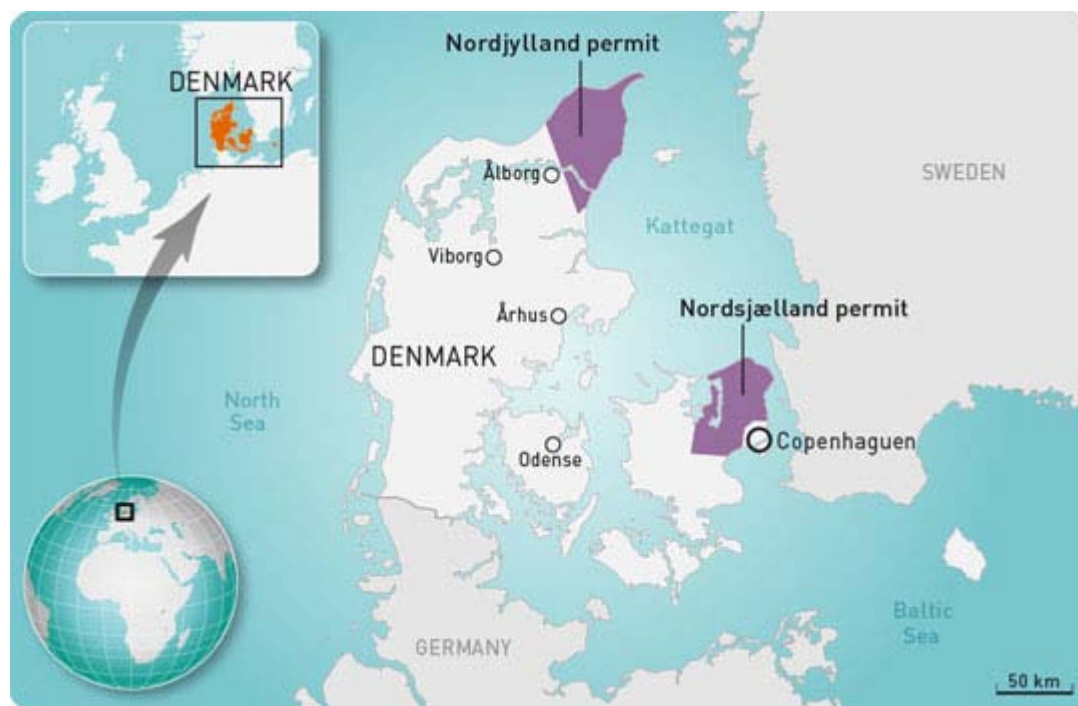 Nordjylland permit
DENMARK
Ålborg
SWEDEN
Kattegat
Viborg
Nordsjælland permit
Århus
DENMARK
North
Sea
Copenhaguen
Odense
Baltic
Sea
GERMANY
50 km